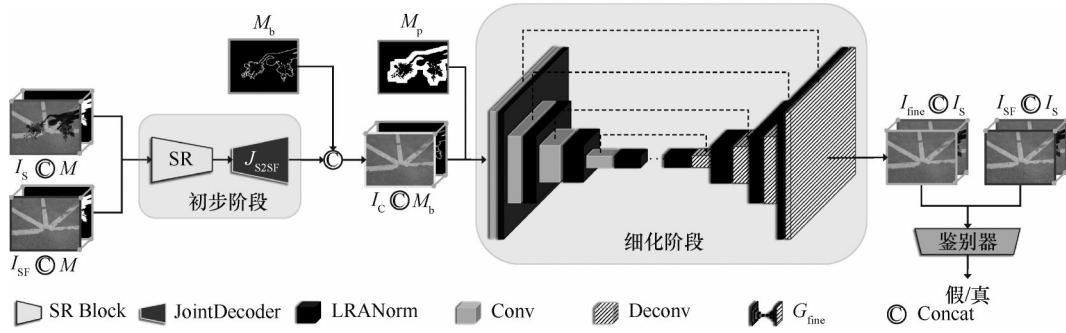 M_b
M_p
I_S © M
I_SF © M
SR
J_S2SF
初步阶段
©
I_C © M_b
细化阶段
I_fine © I_S
I_SF © I_S
鉴别器
假/真
SR Block
JointDecoder
LRANorm
Conv
Deconv
G_fine
© Concat